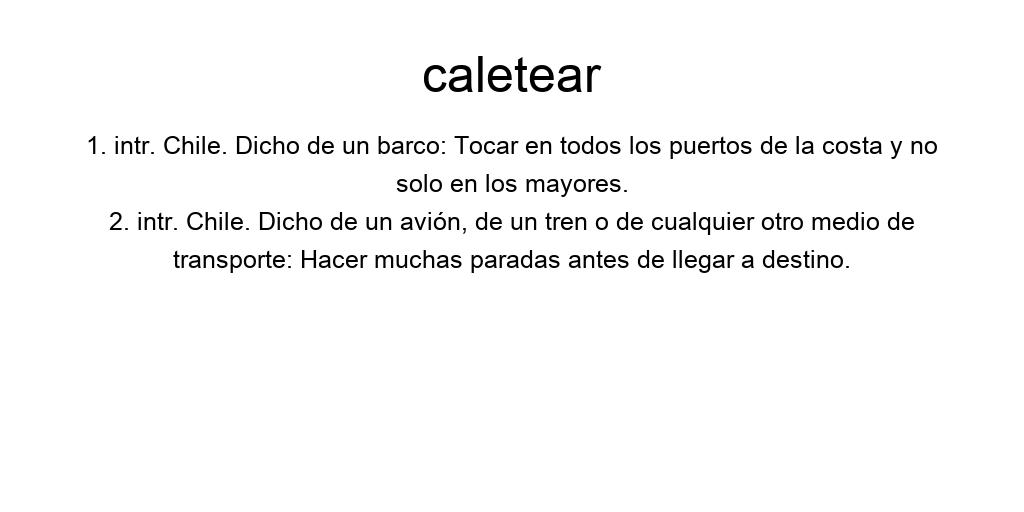 caletear
1. intr. Chile. Dicho de un barco: Tocar en todos los puertos de la costa y no
solo en los mayores.
2. intr. Chile. Dicho de un avión, de un tren o de cualquier otro medio de
transporte: Hacer muchas paradas antes de llegar a destino.